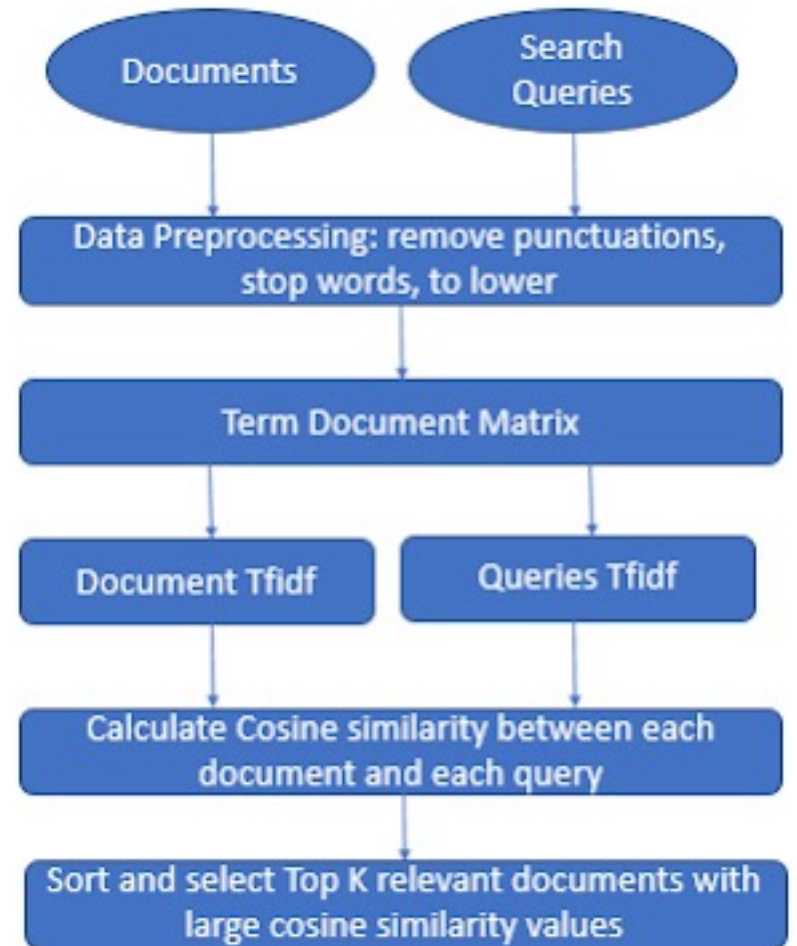 Documents
Search
Queries
Data Preprocessing: remove punctuations,
stop words, to lower
Term Document Matrix
Document Tfidf
Queries Tfidf
Calculate Cosine similarity between each
document and each query
Sort and select Top K relevant documents with
large cosine similarity values